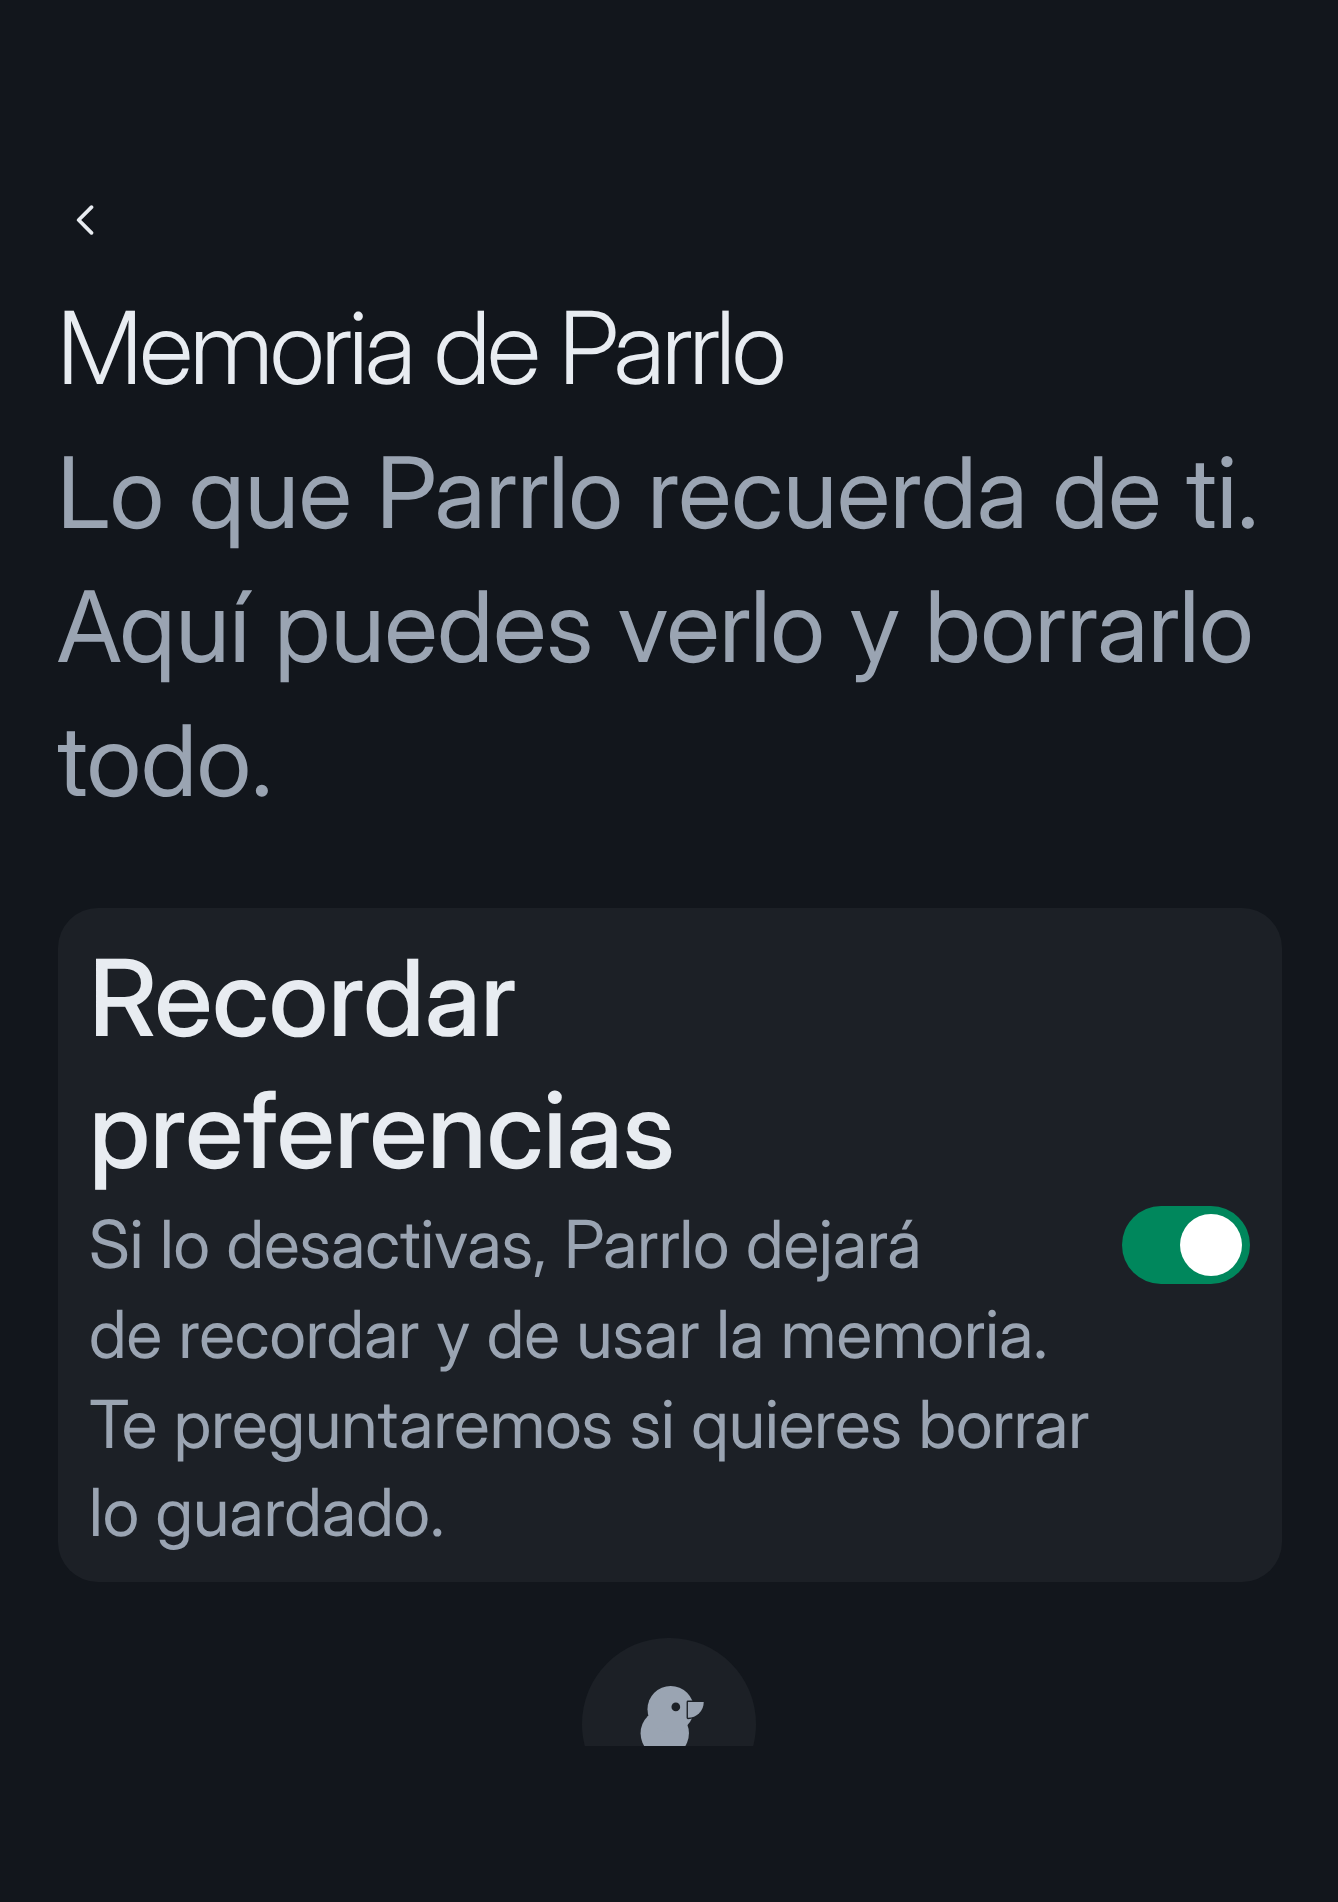 Memoria de Parrlo
Lo que Parrlo recuerda de ti.
Aquí puedes verlo y borrarlo
todo.
Recordar
preferencias
Si lo desactivas, Parrlo dejará
de recordar y de usar la memoria.
Te preguntaremos si quieres borrar
lo guardado.